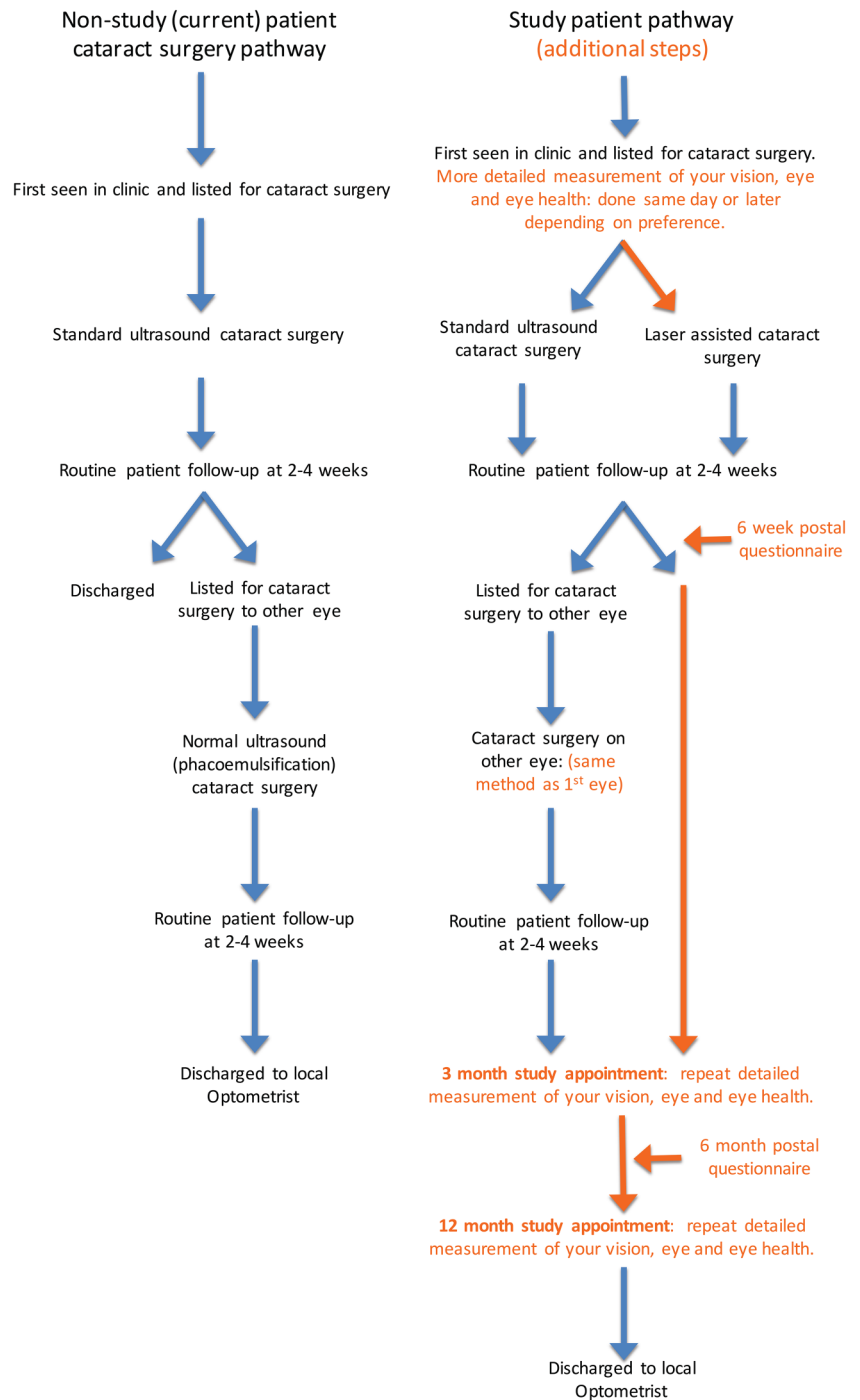 Non-study (current) patient
cataract surgery pathway
First seen in clinic and listed for cataract surgery
Standard ultrasound cataract surgery
Routine patient follow-up at 2-4 weeks
Discharged
Listed for cataract
surgery to other eye
Normal ultrasound
(phacoemulsification)
cataract surgery
Routine patient follow-up
at 2-4 weeks
Discharged to local
Optometrist
Study patient pathway
(additional steps)
First seen in clinic and listed for cataract surgery.
More detailed measurement of your vision, eye
and eye health: done same day or later
depending on preference.
Standard ultrasound
cataract surgery
Laser assisted cataract
surgery
Routine patient follow-up at 2-4 weeks
6 week postal
questionnaire
Listed for cataract
surgery to other eye
Cataract surgery on
other eye: (same
method as 1st eye)
Routine patient follow-up
at 2-4 weeks
3 month study appointment: repeat detailed
measurement of your vision, eye and eye health.
6 month postal
questionnaire
12 month study appointment: repeat detailed
measurement of your vision, eye and eye health.
Discharged to local
Optometrist